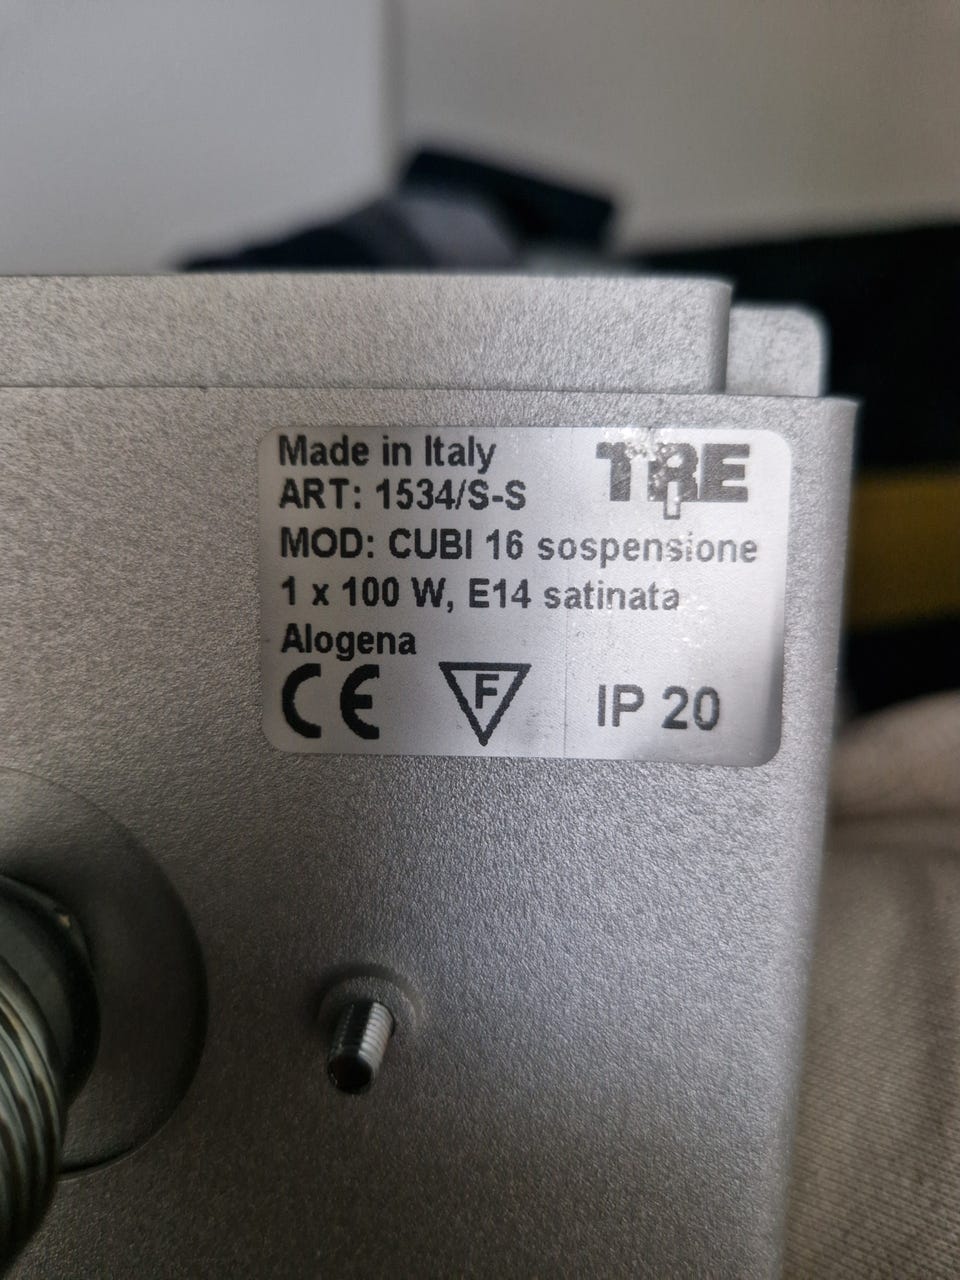 Made in Italy
TRE
ART: 1534/S-S
MOD: CUBI 16 sospensione
1 x 100 W, E14 satinata
Alogena
CE F IP 20